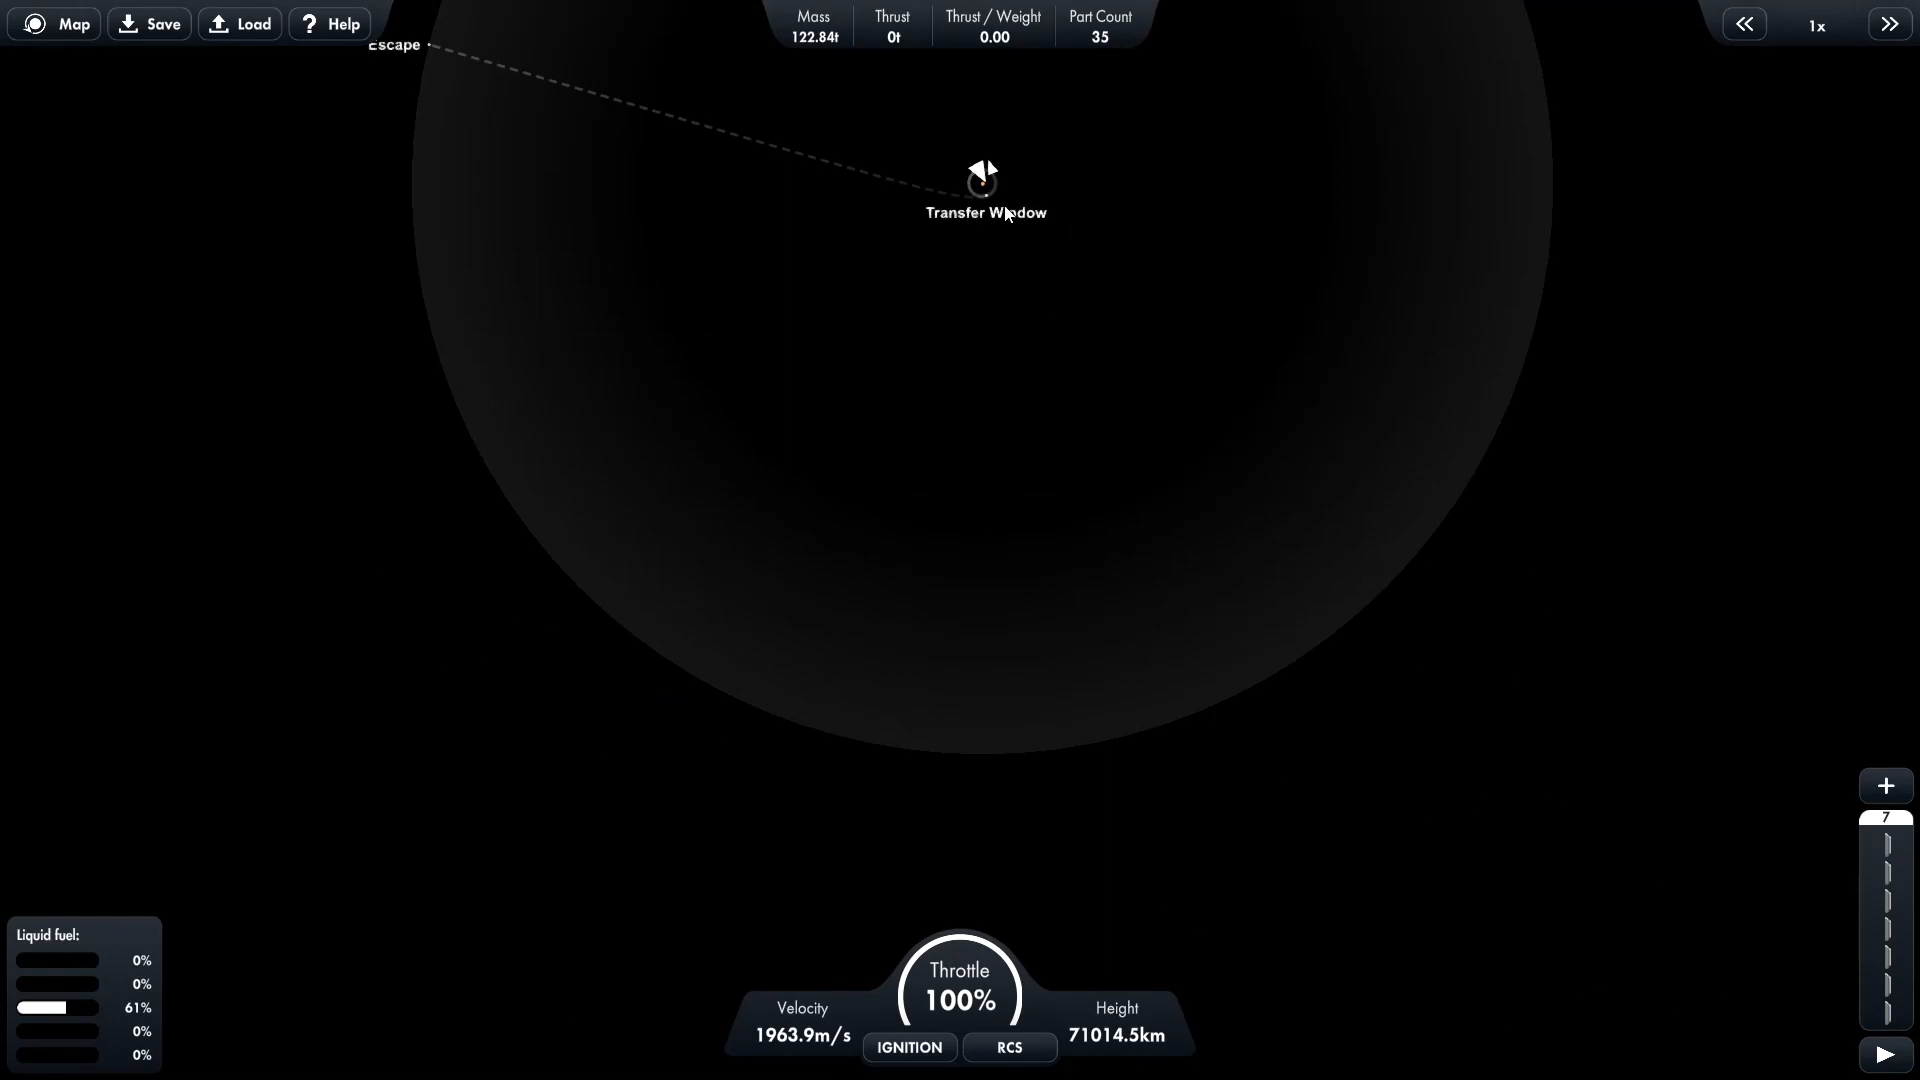 Map
Save
Load
Help
Mass
122.84t
Thrust
0t
Thrust / Weight
0.00
Part Count
35
1x
Escape
Transfer Window
7
Liquid fuel:
0%
0%
61%
0%
0%
Throttle
100%
Velocity
1963.9m/s
Height
71014.5km
IGNITION
RCS